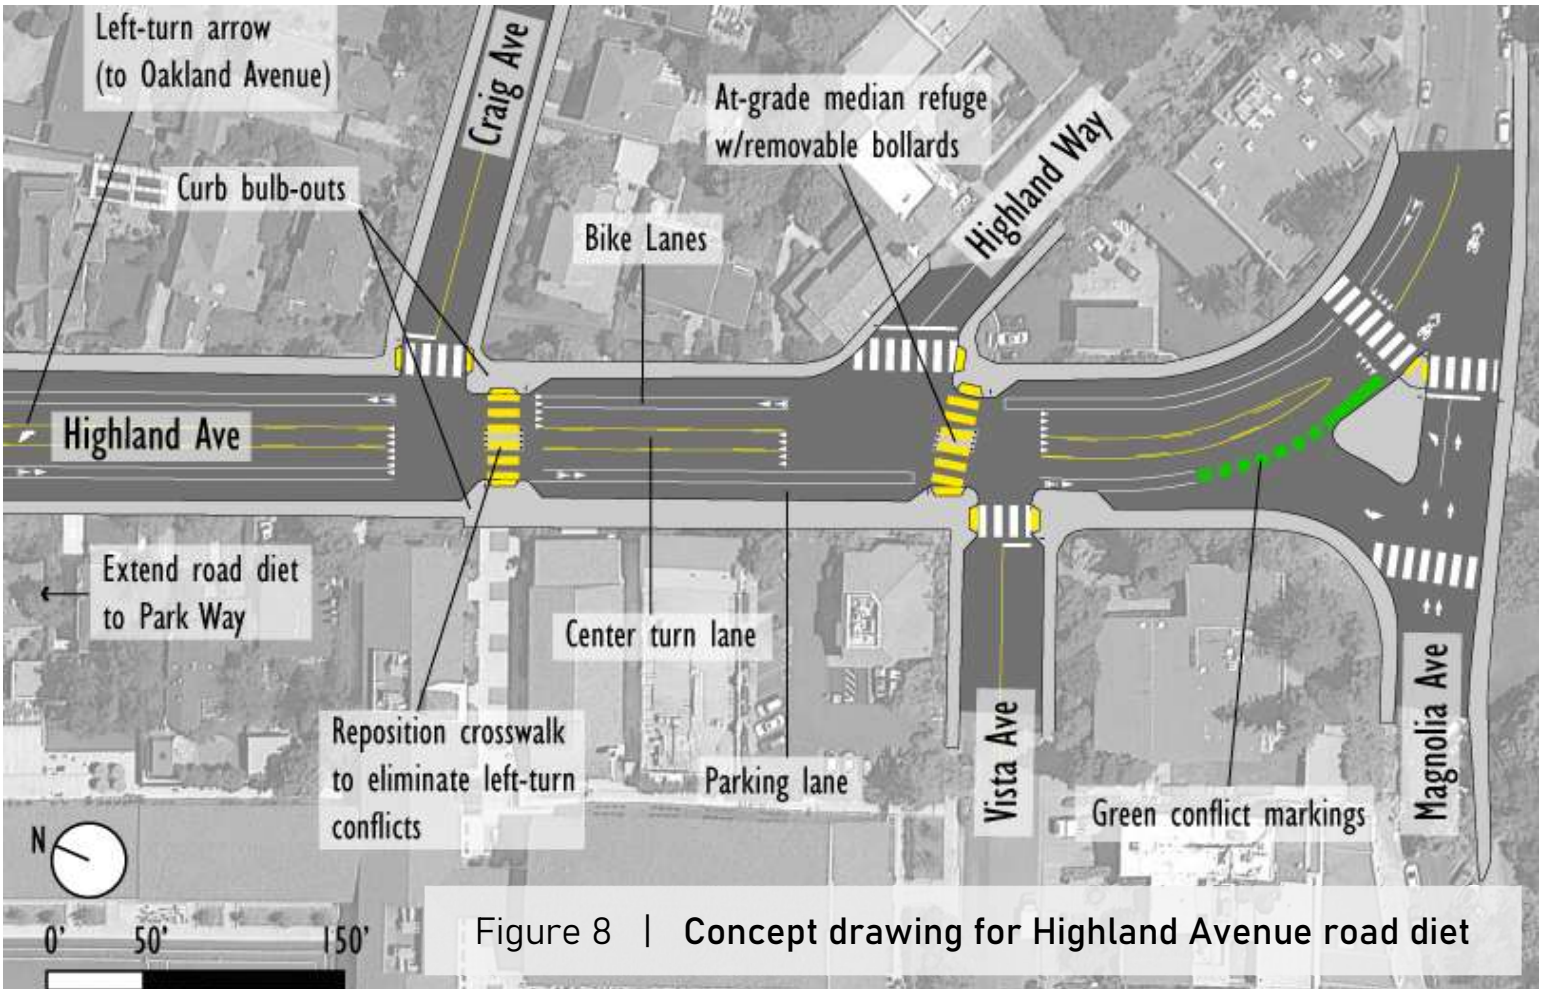 Left-turn arrow
(to Oakland Avenue)
Craig Ave
At-grade median refuge
w/removable bollards
Highland Way
Curb bulb-outs
Bike Lanes
Highland Ave
Extend road diet
to Park Way
Center turn lane
Reposition crosswalk
to eliminate left-turn
conflicts
Parking lane
Vista Ave
Green conflict markings
Magnolia Ave
N
0' 50' 150'
Figure 8 | Concept drawing for Highland Avenue road diet